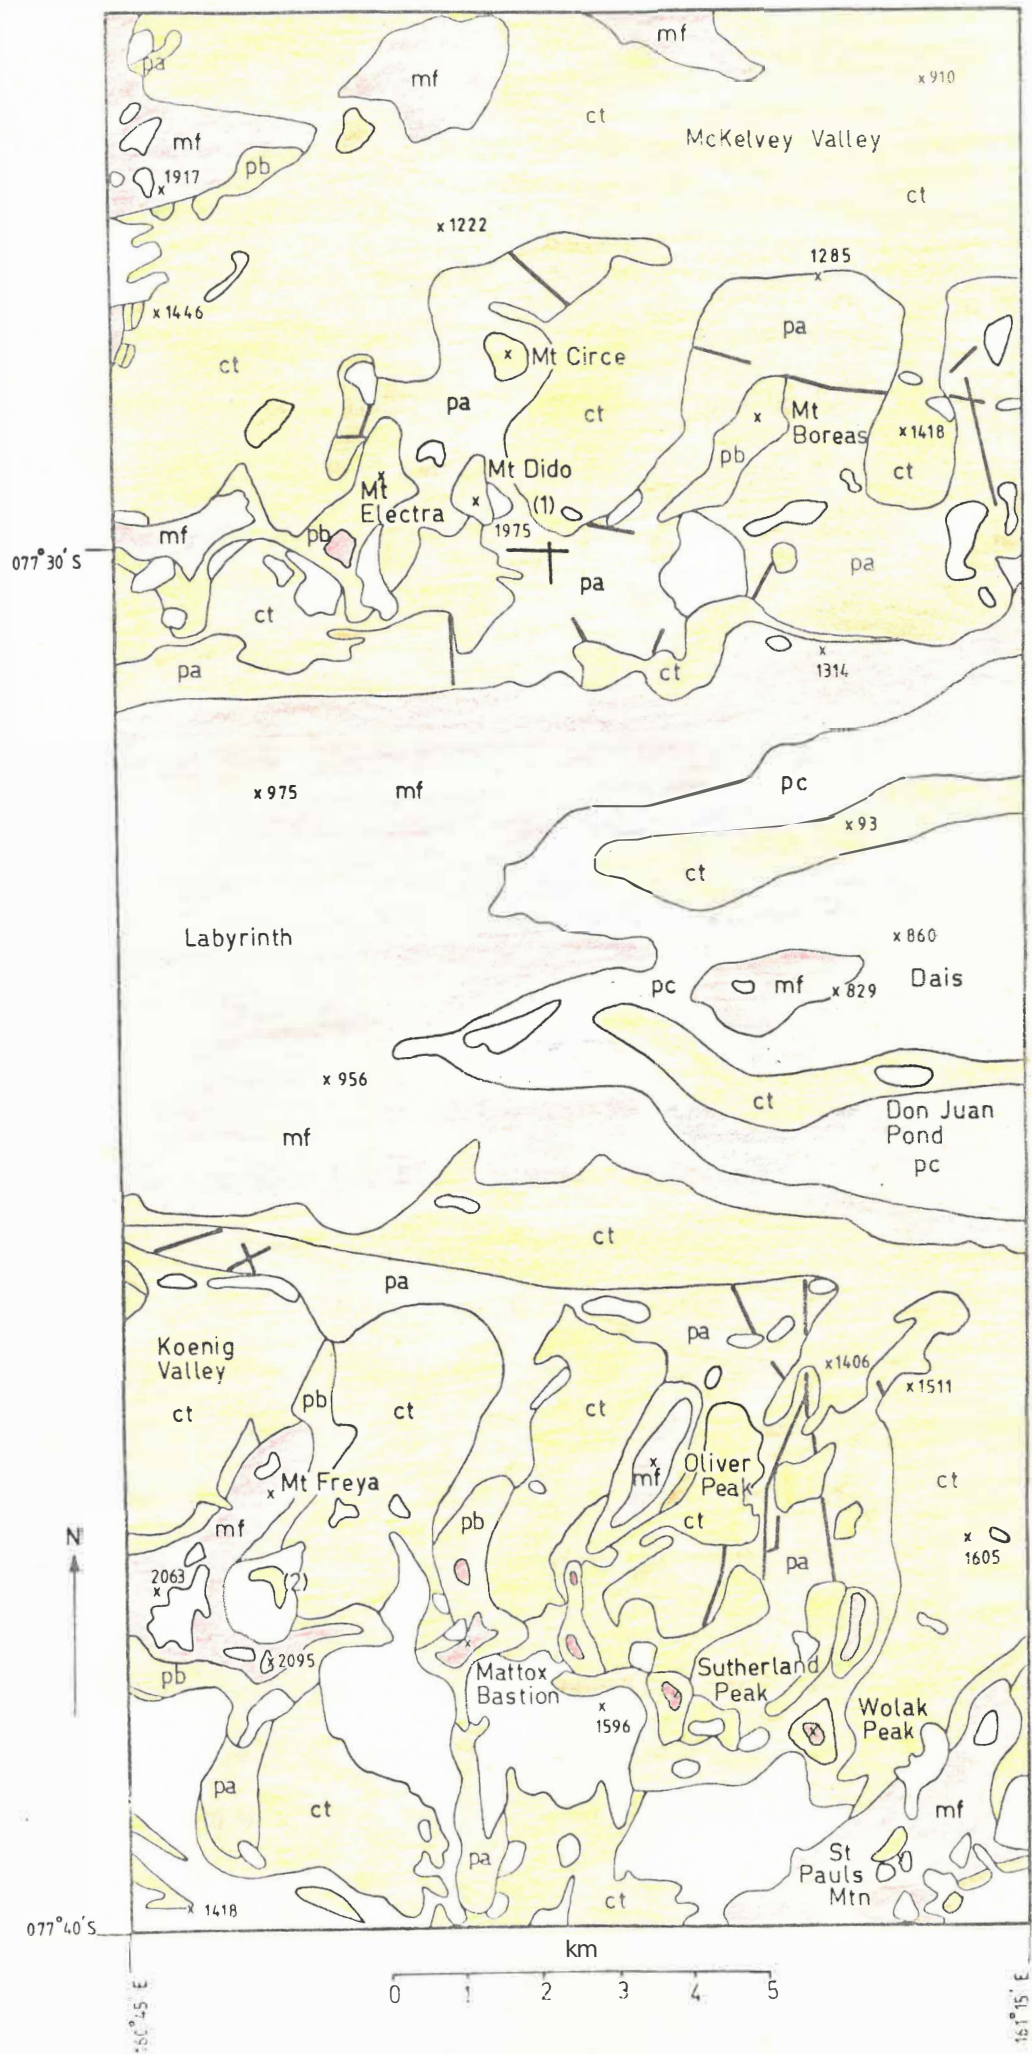 mf
pa
mf
x 910
ct
McKelvey Valley
mf
pb
x 1917
ct
x 1222
1285
x
x 1446
pa
x Mt Circe
ct
pa
ct
Mt
Boreas
x
x 1418
pb
ct
Mt Dido
x
Mt
Electra
x
(1)
1975
mf
pb
077°30'S
pa
pa
ct
pa
ct
x
1314
x 975
mf
pc
x 93
ct
Labyrinth
x 860
pc
mf
x 829
Dais
x 956
ct
Don Juan
Pond
mf
pc
ct
pa
pa
Koenig
Valley
x 1406
x 1511
pb
ct
ct
ct
Oliver
Peak
x
mf
Mt Freya
x
ct
pb
ct
mf
N
x
1605
pa
2063
x
(2)
x 2095
pb
x
Mattox
Bastion
Sutherland
Peak
x
1596
Wolak
Peak
x
pa
ct
mf
St
Pauls
Mtn
pa
ct
x 1418
077°40'S
km
0 1 2 3 4 5
160°45'E
161°15'E